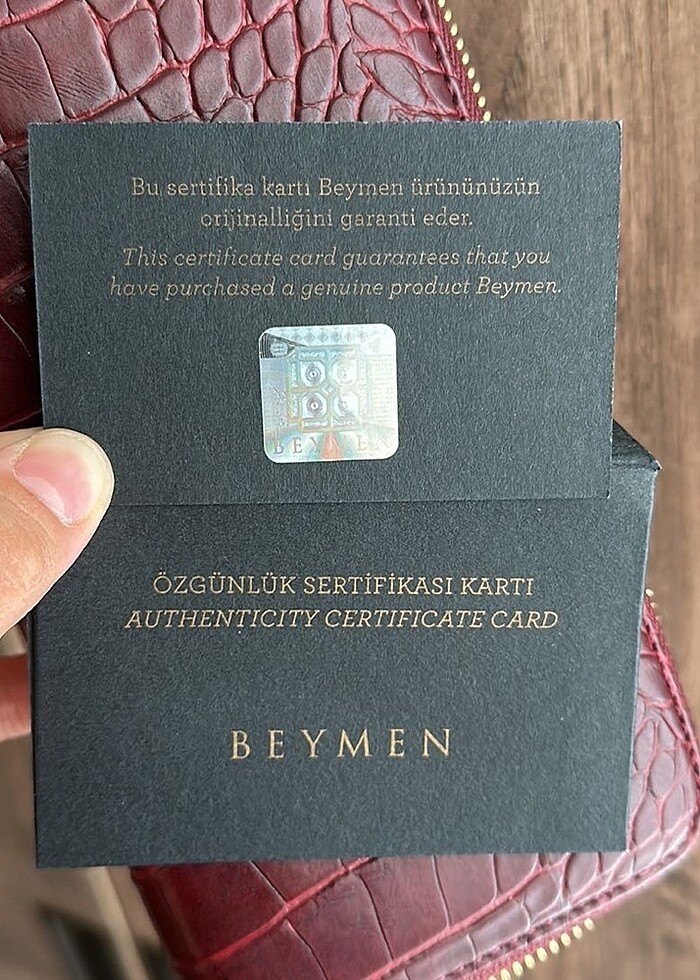 Bu sertifika kartı Beymen ürününüzün
orijinalliğini garanti eder.
This certificate card guarantees that you
have purchased a genuine product Beymen.
BEYMEN
ÖZGÜNLÜK SERTİFİKASI KARTI
AUTHENTICITY CERTIFICATE CARD
BEYMEN